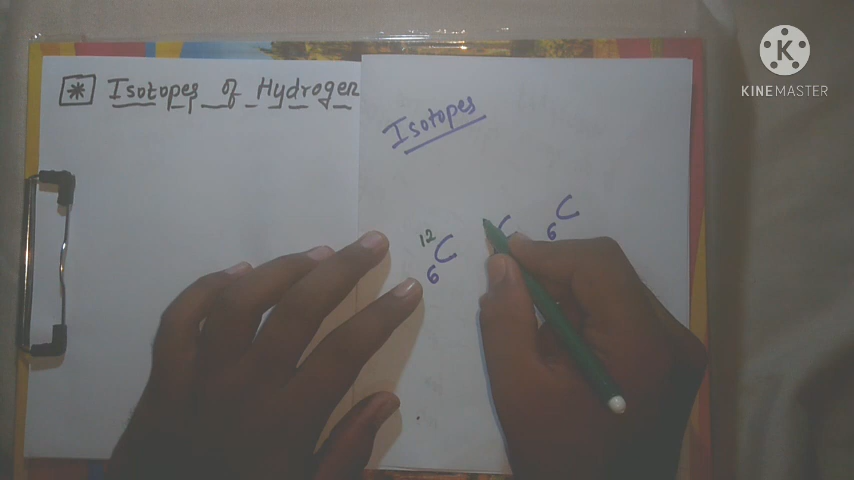 * Isotopes of Hydrogen
Isotopes
12 6 C C 6 C
K
KINEMASTER